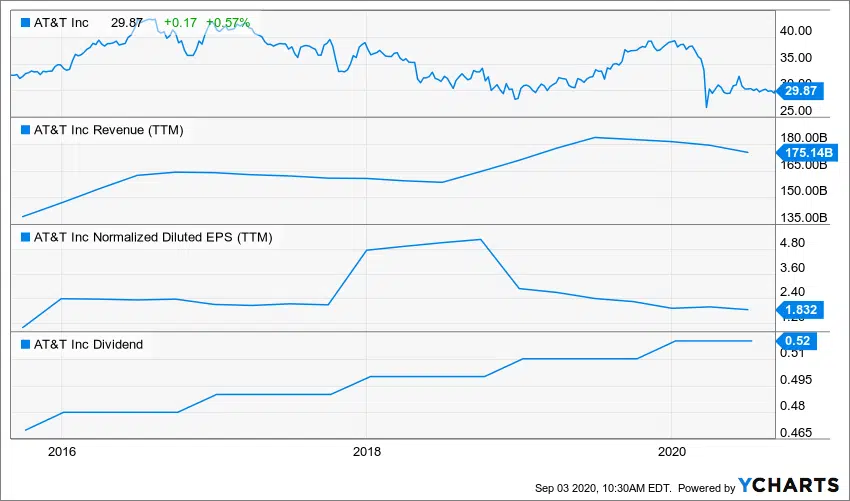 AT&T Inc 29.87 +0.17 +0.57%
40.00
35.00
30.00
29.87
25.00
AT&T Inc Revenue (TTM)
180.00B
175.14B
165.00B
150.00B
135.00B
AT&T Inc Normalized Diluted EPS (TTM)
4.80
3.60
2.40
1.832
1.20
AT&T Inc Dividend
0.52
0.51
0.495
0.48
0.465
2016 2018 2020
Sep 03 2020, 10:30AM EDT. Powered by YCHARTS